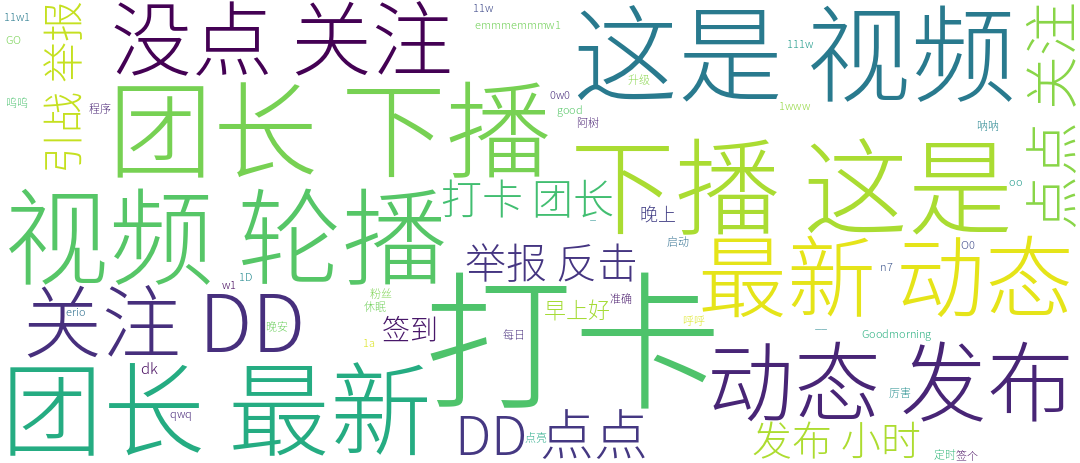 11w1
GO
举报
没点 关注
11w
emmmemmmw1
这是 视频
111w
关注
引战
呜呜
程序
团长 下播
0w0
good
阿树
升级
1www
呐呐
点点
下播 这是
oo
视频 轮播
打卡 团长
晚上
启动
举报 反击
最新 动态
O0
n7
1D
w1
关注 DD
erio
晚安
粉丝
休眠
签到
1a
打卡
早上好
准确
每日
哼哼
一
Goodmorning
dk
qwq
团长 最新
动态 发布
厉害
DD 点点
点亮
发布 小时
定时
签个